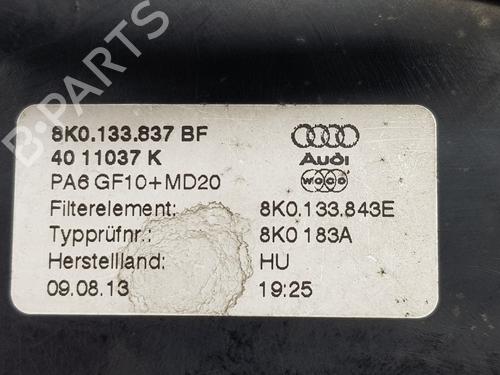 B-PARTS
8K0.133.837 BF
40 11037 K
Audi
PA6 GF10+MD20
woco
Filterelement: 8K0.133.843E
Typprüfnr.: 8K0 183A
Herstellland: HU
09.08.13 19:25